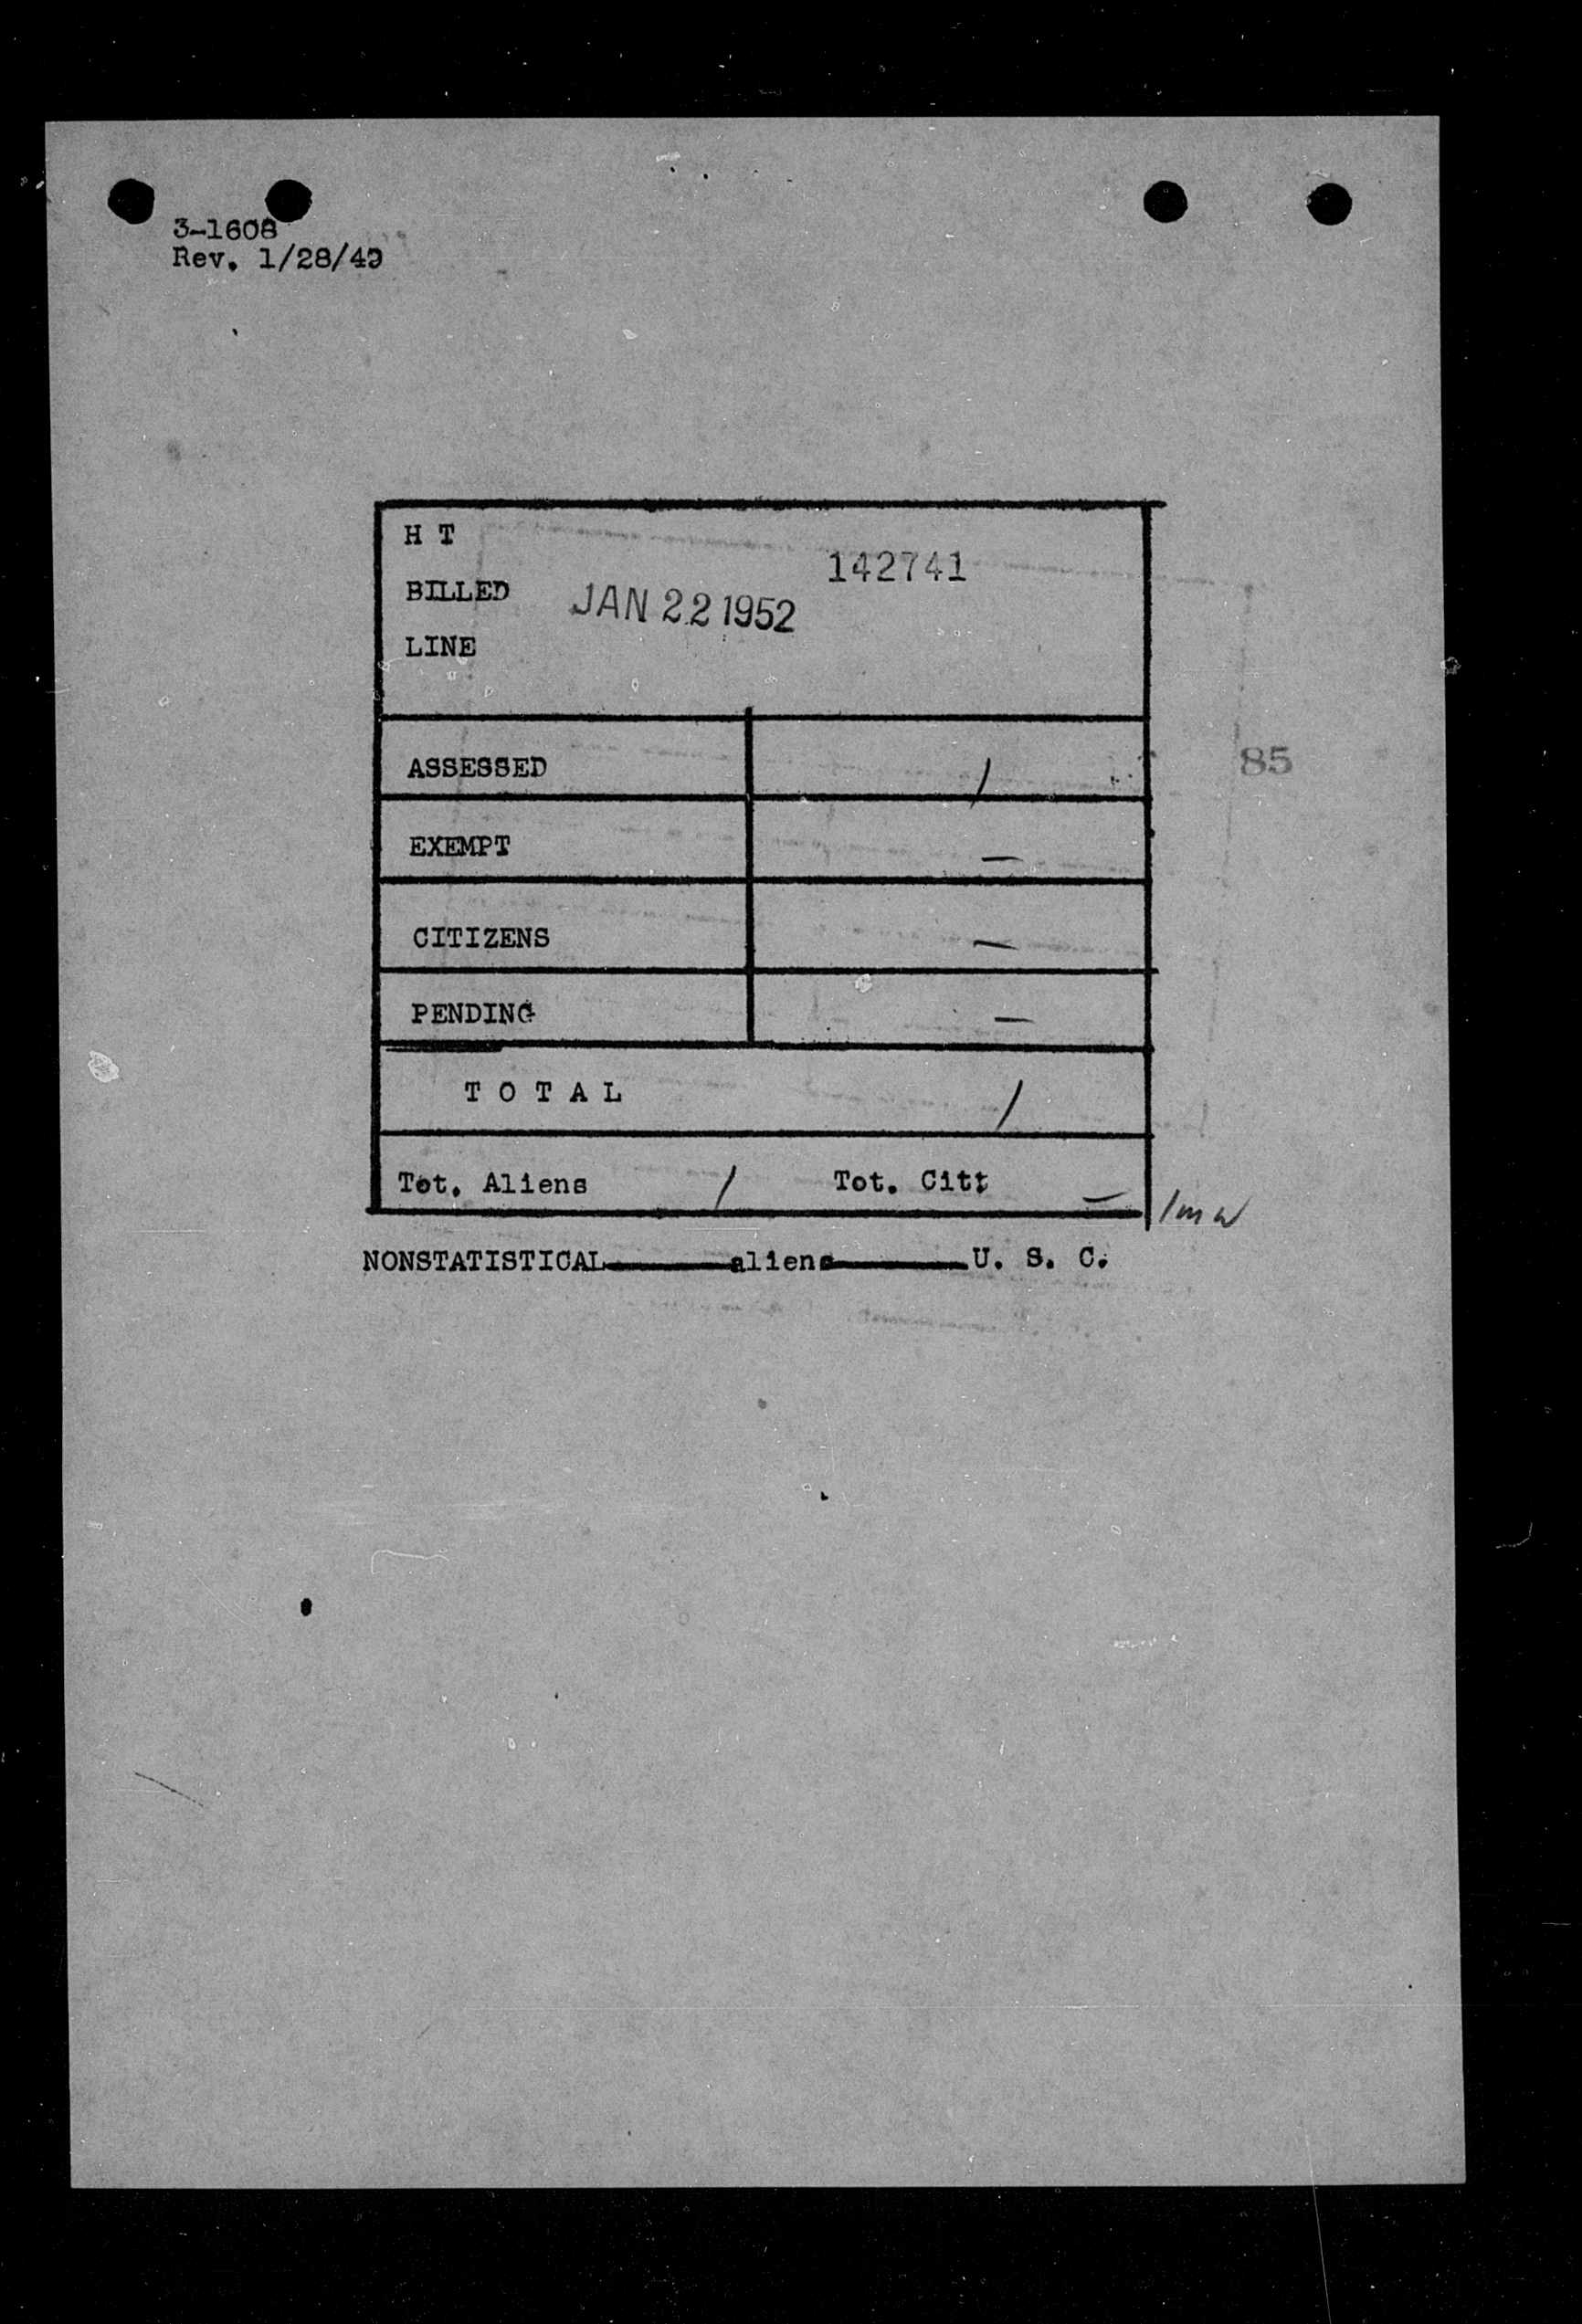 3-1608
Rev. 1/28/49
H T
142741
BILLED JAN 22 1952
LINE
ASSESSED /
EXEMPT —
85
CITIZENS —
PENDING —
T O T A L /
Tot. Aliens / Tot. Citt —
NONSTATISTICAL aliens U. S. C.